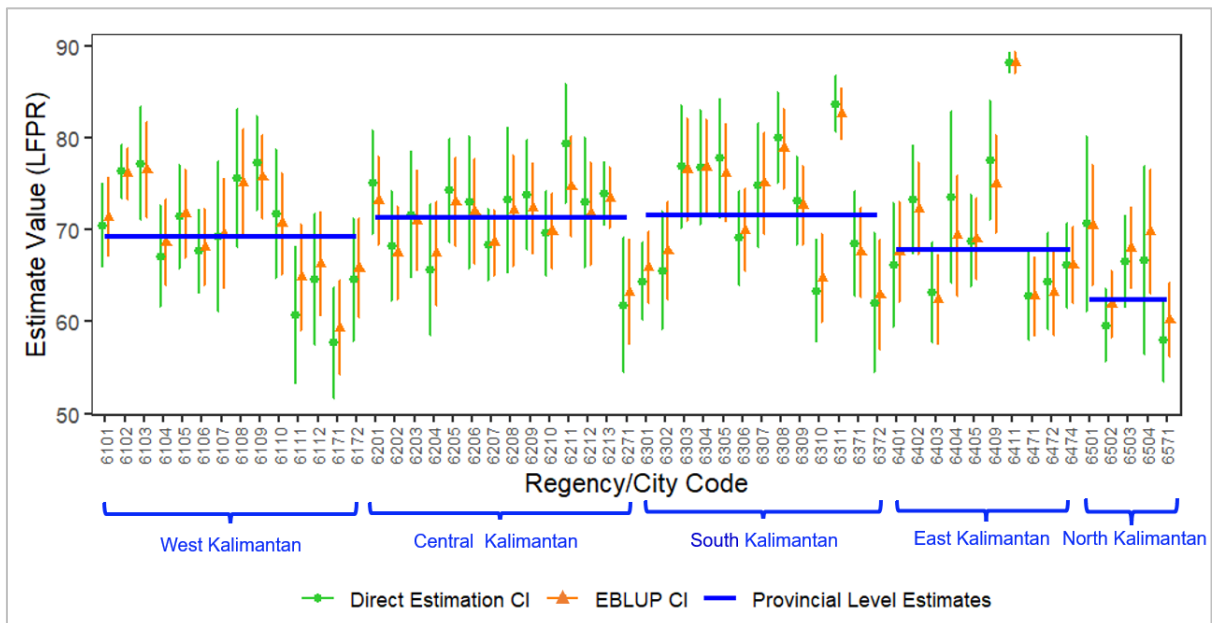 Estimate Value (LFPR)
90
80
70
60
50
6101 6102 6103 6104 6105 6106 6107 6108 6109 6110 6111 6112 6171 6172 6201 6202 6203 6204 6205 6206 6207 6208 6209 6210 6211 6212 6213 6271 6301 6302 6303 6304 6305 6306 6307 6308 6309 6310 6311 6371 6372 6401 6402 6403 6404 6405 6409 6411 6471 6472 6474 6501 6502 6503 6504 6571
Regency/City Code
West Kalimantan Central Kalimantan South Kalimantan East Kalimantan North Kalimantan
Direct Estimation CI EBLUP CI Provincial Level Estimates